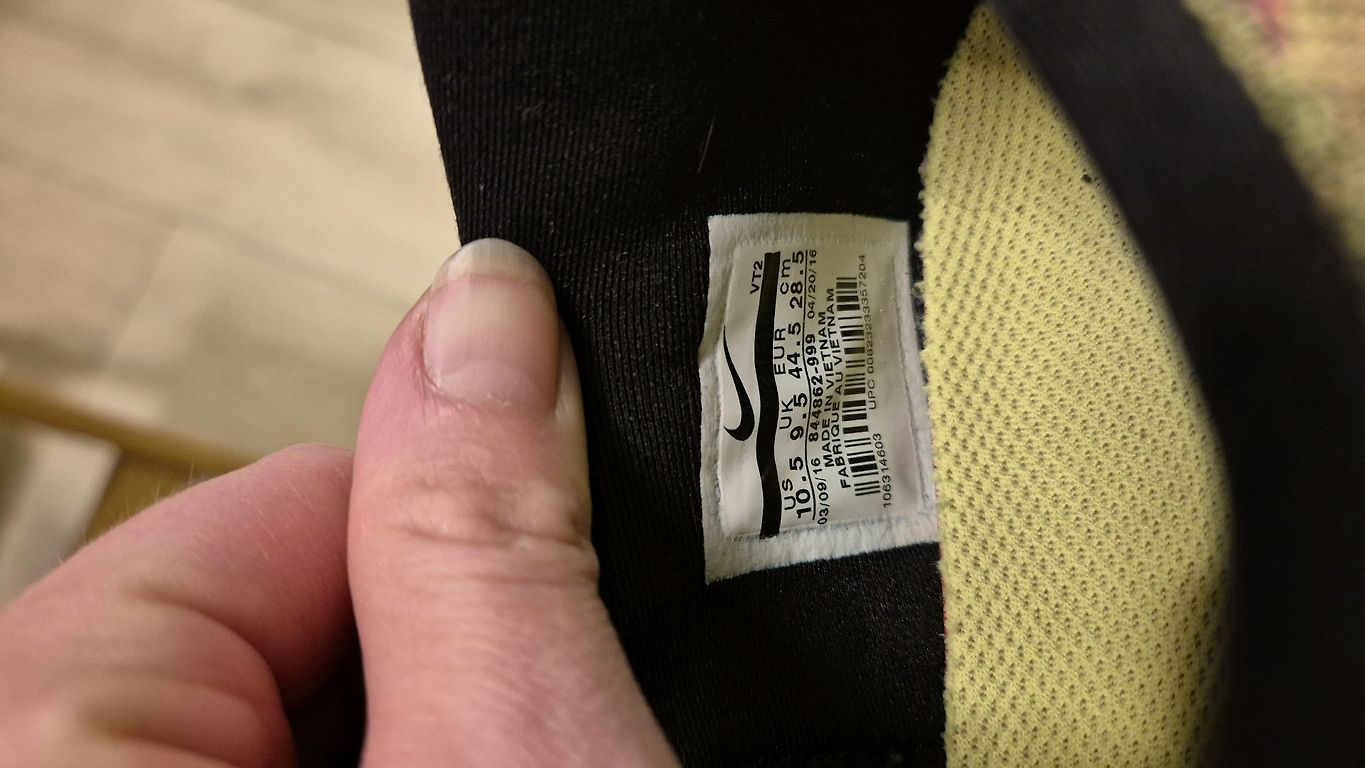 VT2
US UK EUR cm
10.5 9.5 44.5 28.5
03/09/16 844862-999 04/20/16
MADE IN VIETNAM
FABRIQUE AU VIETNAM
UPC 00823233357204
106314603